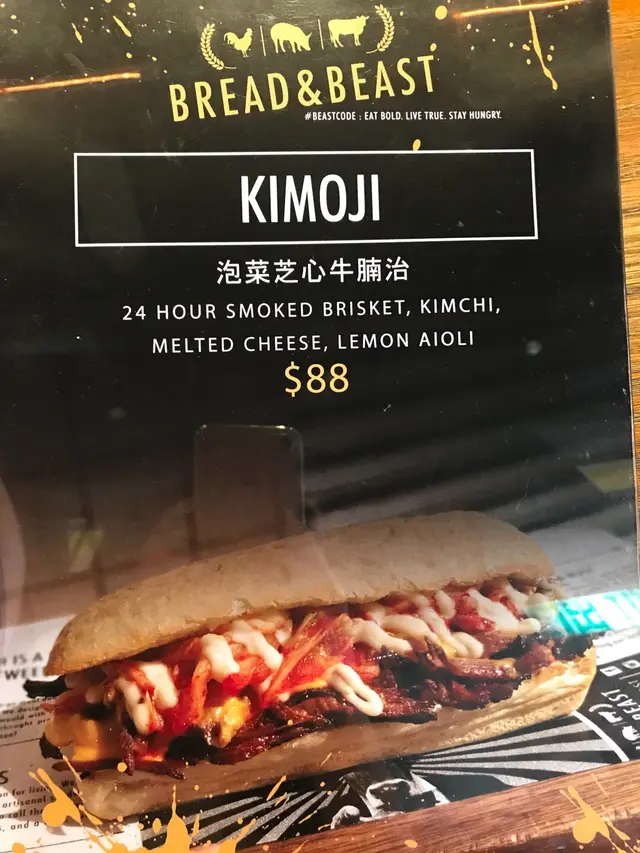 BREAD&BEAST
#BEASTCODE : EAT BOLD. LIVE TRUE. STAY HUNGRY.
KIMOJI
泡菜芝心牛腩治
24 HOUR SMOKED BRISKET, KIMCHI,
MELTED CHEESE, LEMON AIOLI
$88